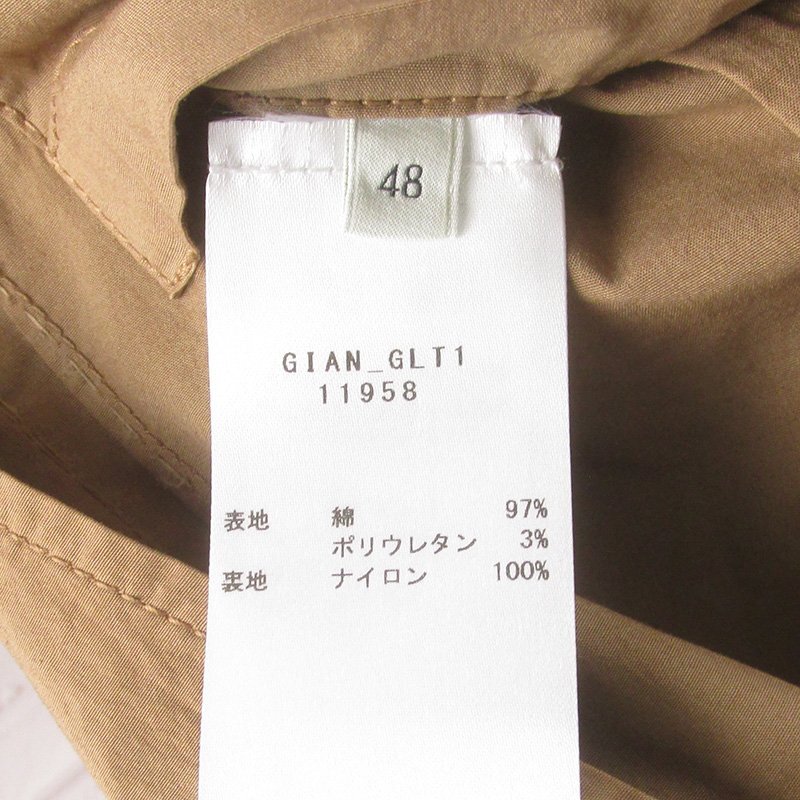 48
GIAN_GLT1
11958
表地 綿 97%
ポリウレタン 3%
裏地 ナイロン 100%